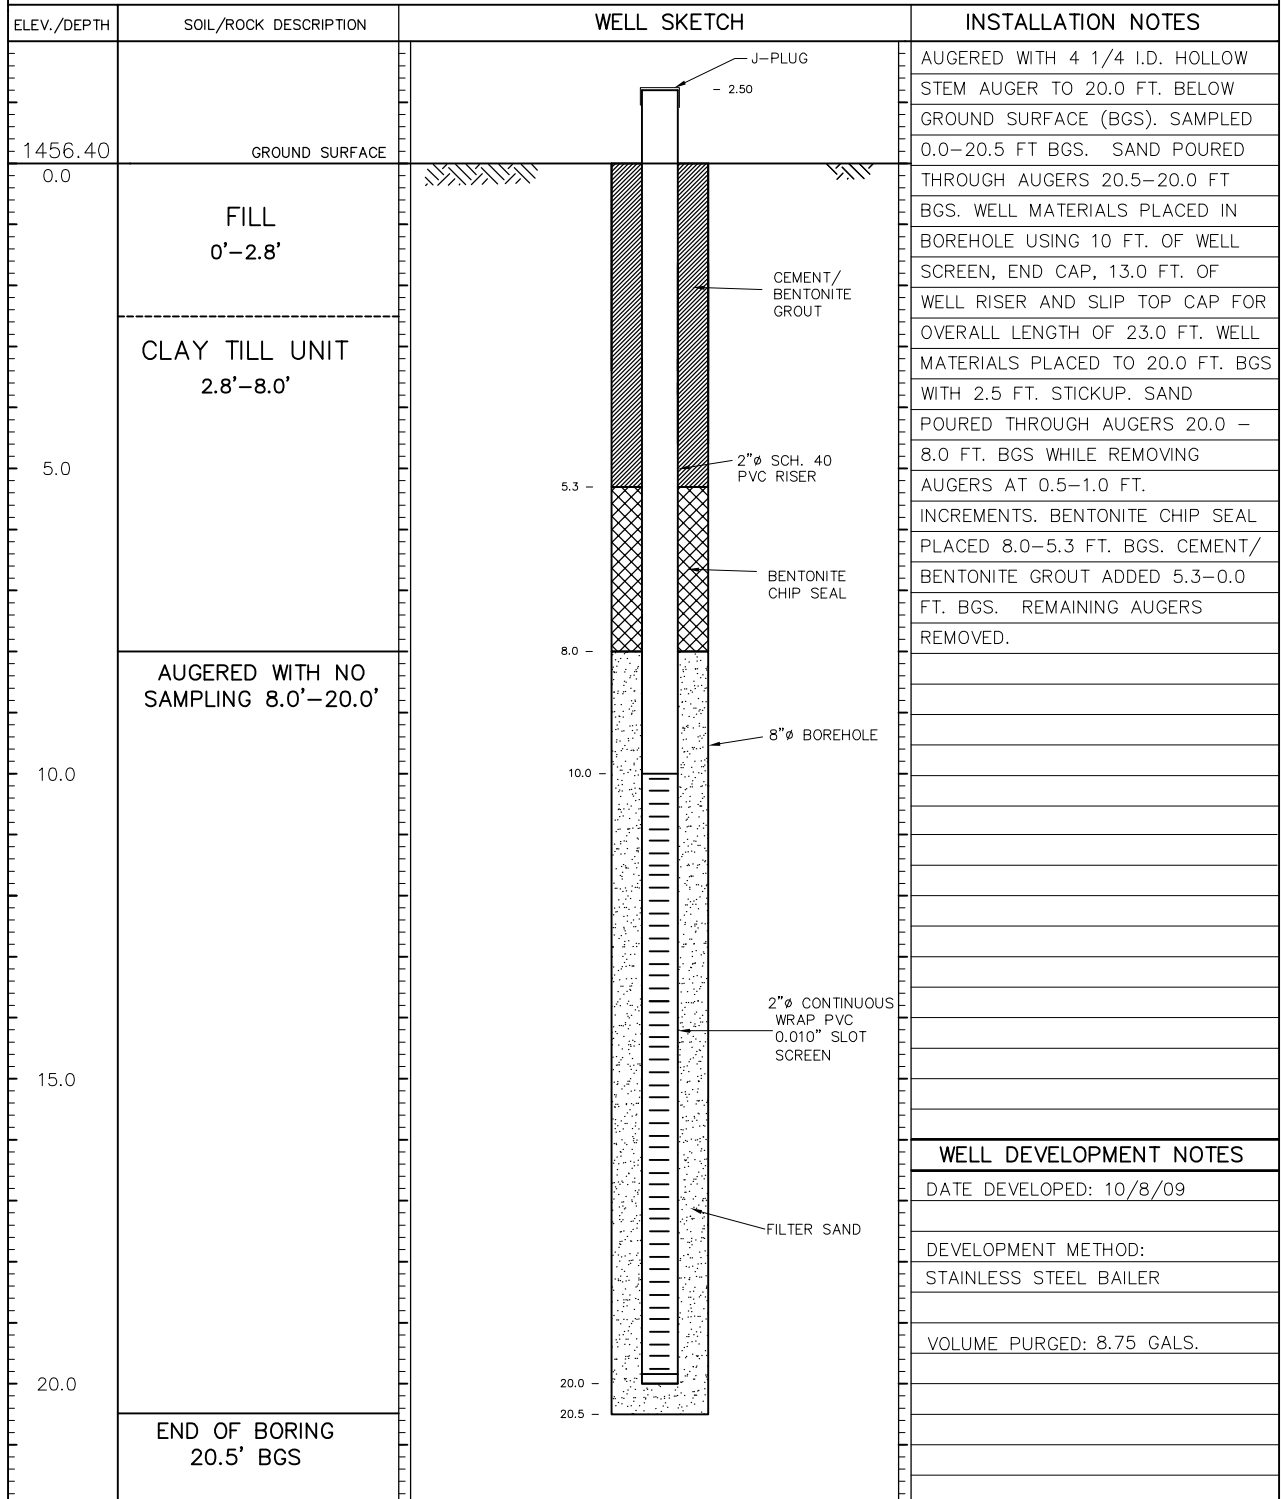 ELEV./DEPTH
SOIL/ROCK DESCRIPTION
WELL SKETCH
INSTALLATION NOTES
1456.40
GROUND SURFACE
0.0
FILL
0'–2.8'
CLAY TILL UNIT
2.8'–8.0'
5.0
AUGERED WITH NO
SAMPLING 8.0'–20.0'
10.0
15.0
20.0
END OF BORING
20.5' BGS
J–PLUG
– 2.50
CEMENT/
BENTONITE
GROUT
2"ø SCH. 40
PVC RISER
5.3 –
BENTONITE
CHIP SEAL
8.0 –
8"ø BOREHOLE
10.0 –
2"ø CONTINUOUS
WRAP PVC
0.010" SLOT
SCREEN
FILTER SAND
20.0 –
20.5 –
AUGERED WITH 4 1/4 I.D. HOLLOW
STEM AUGER TO 20.0 FT. BELOW
GROUND SURFACE (BGS). SAMPLED
0.0–20.5 FT BGS. SAND POURED
THROUGH AUGERS 20.5–20.0 FT
BGS. WELL MATERIALS PLACED IN
BOREHOLE USING 10 FT. OF WELL
SCREEN, END CAP, 13.0 FT. OF
WELL RISER AND SLIP TOP CAP FOR
OVERALL LENGTH OF 23.0 FT. WELL
MATERIALS PLACED TO 20.0 FT. BGS
WITH 2.5 FT. STICKUP. SAND
POURED THROUGH AUGERS 20.0 –
8.0 FT. BGS WHILE REMOVING
AUGERS AT 0.5–1.0 FT.
INCREMENTS. BENTONITE CHIP SEAL
PLACED 8.0–5.3 FT. BGS. CEMENT/
BENTONITE GROUT ADDED 5.3–0.0
FT. BGS. REMAINING AUGERS
REMOVED.
WELL DEVELOPMENT NOTES
DATE DEVELOPED: 10/8/09
DEVELOPMENT METHOD:
STAINLESS STEEL BAILER
VOLUME PURGED: 8.75 GALS.